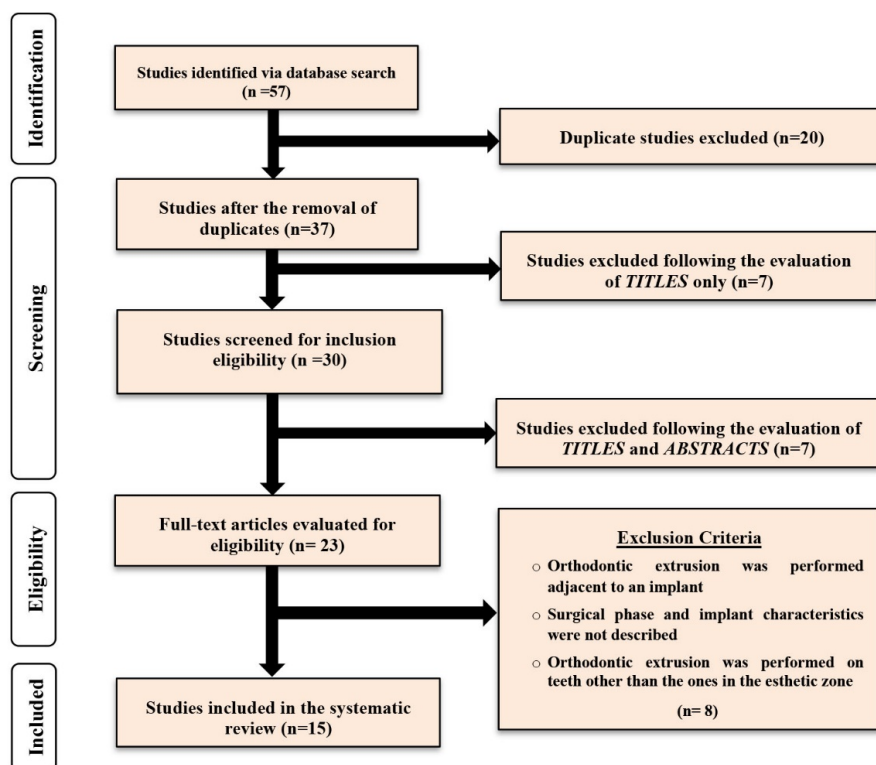 Identification
Studies identified via database search
(n =57)
Duplicate studies excluded (n=20)
Screening
Studies after the removal of
duplicates (n=37)
Studies excluded following the evaluation
of TITLES only (n=7)
Studies screened for inclusion
eligibility (n =30)
Studies excluded following the evaluation of
TITLES and ABSTRACTS (n=7)
Eligibility
Full-text articles evaluated for
eligibility (n= 23)
Exclusion Criteria
○ Orthodontic extrusion was performed
adjacent to an implant
○ Surgical phase and implant characteristics
were not described
○ Orthodontic extrusion was performed on
teeth other than the ones in the esthetic zone
(n= 8)
Included
Studies included in the systematic
review (n=15)